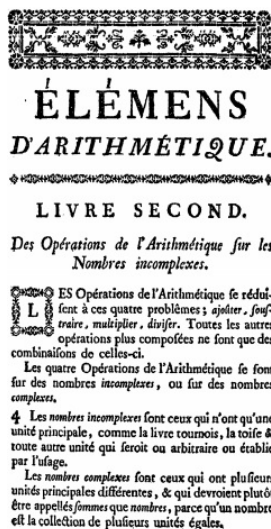 ÉLÉMENS
D'ARITHMÉTIQUE.
LIVRE SECOND.
Des Opérations de l'Arithmétique sur les
Nombres incomplexes.
LES Opérations de l'Arithmétique se rédui-
sent à ces quatre problêmes ; ajoûter, sous-
traire, multiplier, diviser. Toutes les autres
opérations plus composées ne sont que des
combinaisons de celles-ci.
Les quatre Opérations de l'Arithmétique se font
sur des nombres incomplexes, ou sur des nombres
complexes.
4 Les nombres incomplexes sont ceux qui n'ont qu'une
unité principale, comme la livre tournois, la toise &
toute autre unité qui seroit ou arbitraire ou établie
par l'usage.
Les nombres complexes sont ceux qui ont plusieurs
unités principales différentes, & qui devroient plutôt
être appellés sommes que nombres, parce qu'un nombre
est la collection de plusieurs unités égales.